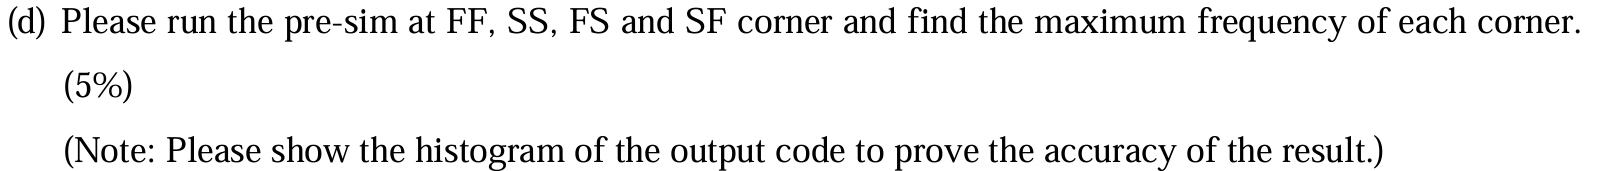 (d) Please run the pre-sim at FF, SS, FS and SF corner and find the maximum frequency of each corner.
(5%)
(Note: Please show the histogram of the output code to prove the accuracy of the result.)